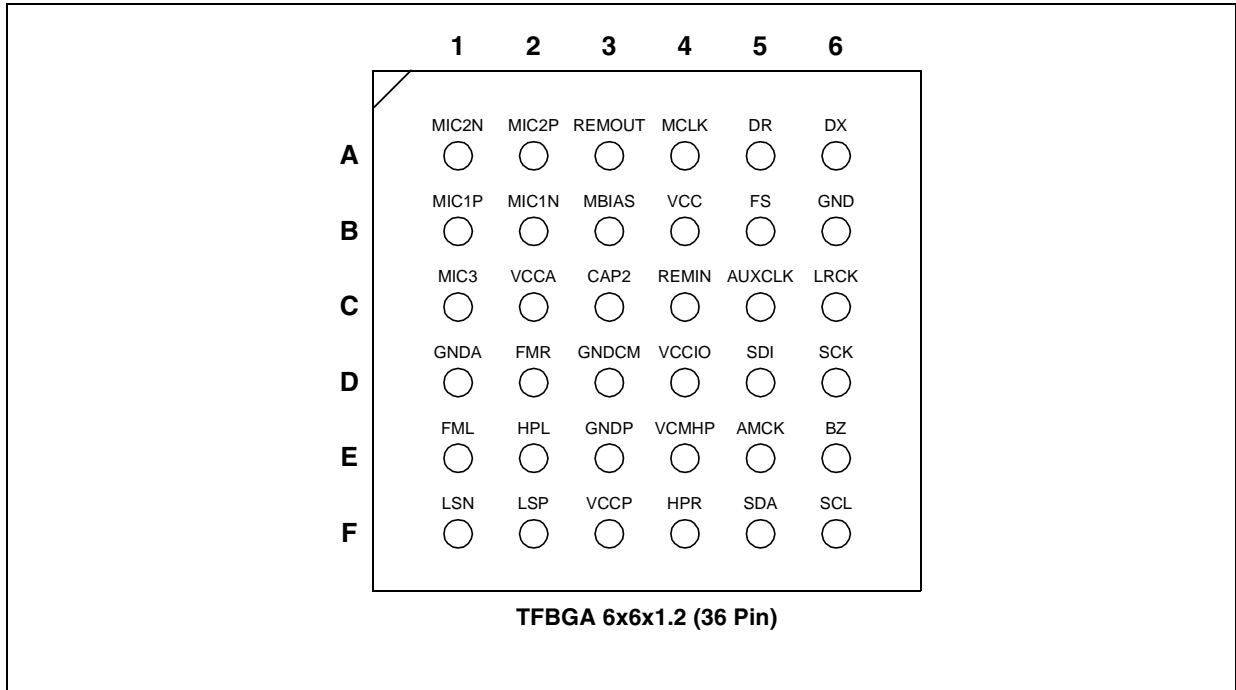 1 2 3 4 5 6
MIC2N MIC2P REMOUT MCLK DR DX
A
MIC1P MIC1N MBIAS VCC FS GND
B
MIC3 VCCA CAP2 REMIN AUXCLK LRCK
C
GNDA FMR GNDCM VCCIO SDI SCK
D
FML HPL GNDP VCMHP AMCK BZ
E
LSN LSP VCCP HPR SDA SCL
F
TFBGA 6x6x1.2 (36 Pin)